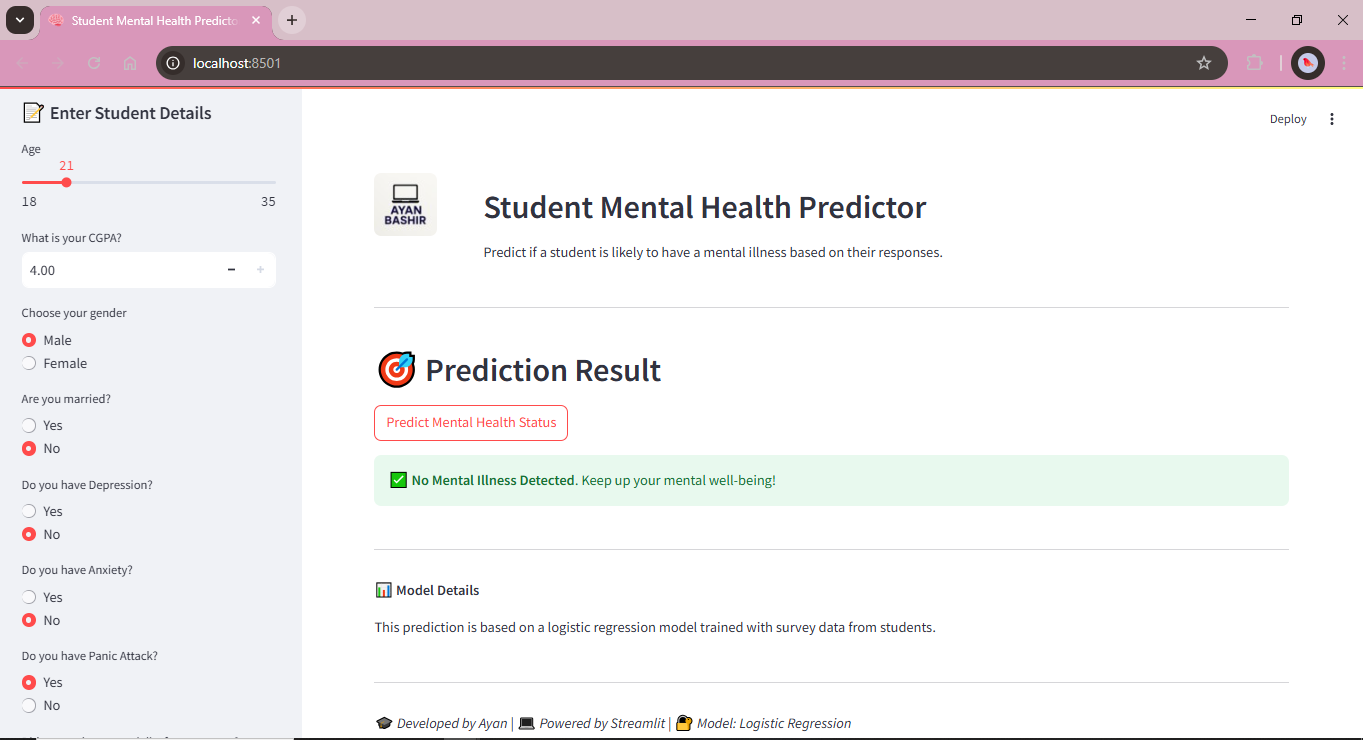 Student Mental Health Predicto
localhost:8501
Enter Student Details
Age
21
18 35
What is your CGPA?
4.00
Choose your gender
Male
Female
Are you married?
Yes
No
Do you have Depression?
Yes
No
Do you have Anxiety?
Yes
No
Do you have Panic Attack?
Yes
No
Deploy
AYAN
BASHIR
Student Mental Health Predictor
Predict if a student is likely to have a mental illness based on their responses.
Prediction Result
Predict Mental Health Status
No Mental Illness Detected. Keep up your mental well-being!
Model Details
This prediction is based on a logistic regression model trained with survey data from students.
Developed by Ayan | Powered by Streamlit | Model: Logistic Regression